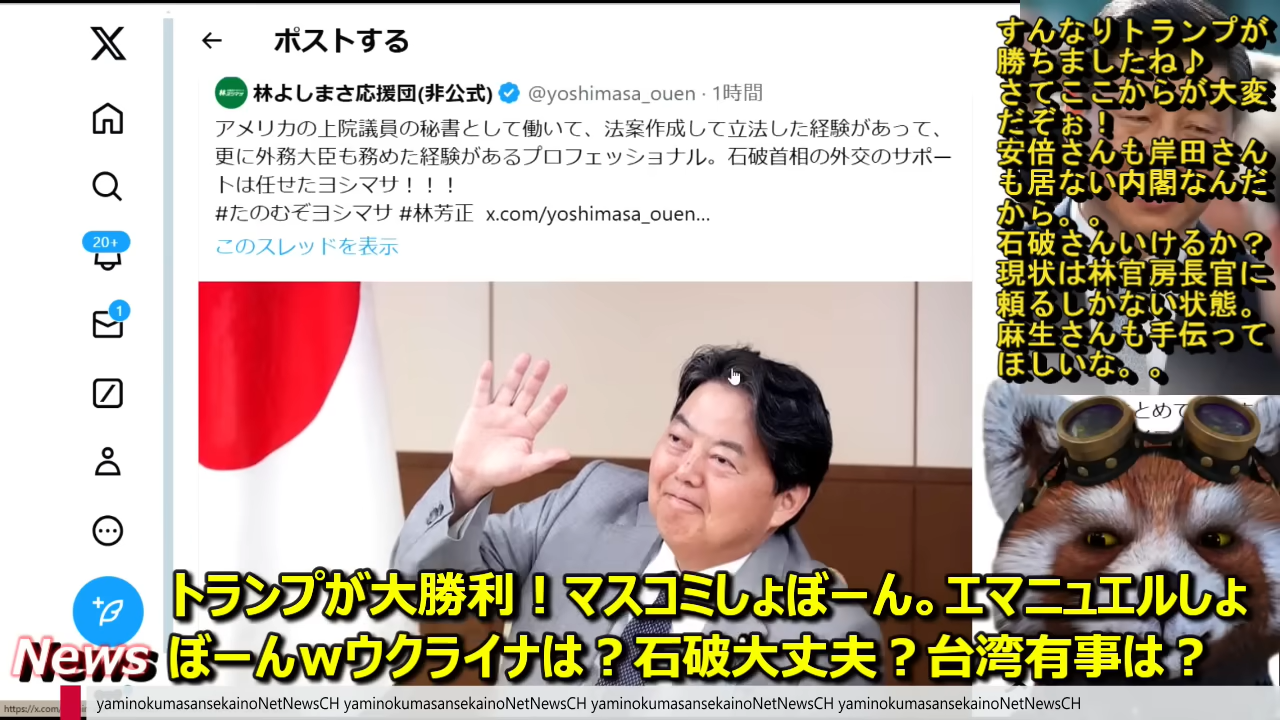 ポストする
林よしまさ応援団(非公式) @yoshimasa_ouen · 1時間
アメリカの上院議員の秘書として働いて、法案作成して立法した経験があって、
更に外務大臣も務めた経験があるプロフェッショナル。石破首相の外交のサポー
トは任せたヨシマサ！！！
#たのむぞヨシマサ #林芳正 x.com/yoshimasa_ouen…
このスレッドを表示
20+
1
すんなりトランプが
勝ちましたね♪
さてここからが大変
だぞぉ！
安倍さんも岸田さん
も居ない内閣なんだ
から。。
石破さんいけるか？
現状は林官房長官に
頼るしかない状態。
麻生さんも手伝って
ほしいな。。
とめて
トランプが大勝利！マスコミしょぼーん。エマニュエルしょ
ぼーんwウクライナは？石破大丈夫？台湾有事は？
News
https://x.com/
yaminokumasansekainoNetNewsCH yaminokumasansekainoNetNewsCH yaminokumasansekainoNetNewsCH yaminokumasansekainoNetNewsCH